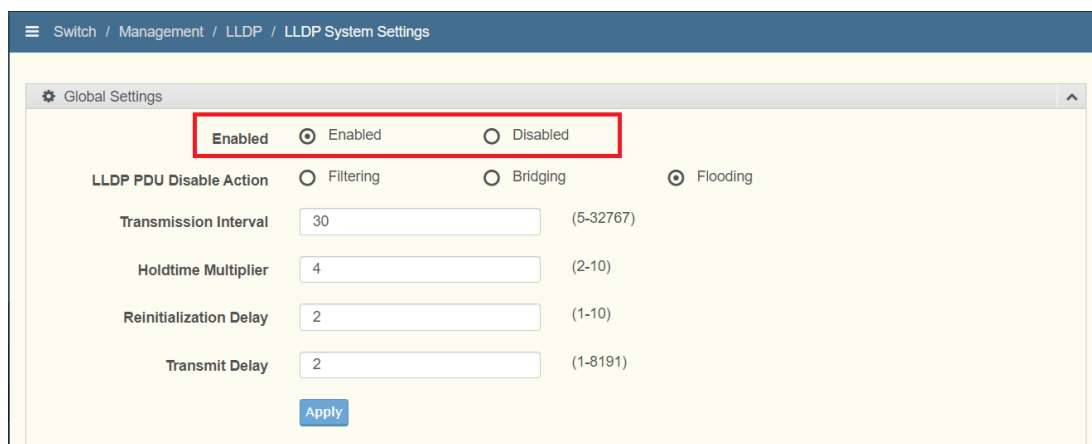 Switch / Management / LLDP / LLDP System Settings
Global Settings
Enabled Enabled Disabled
LLDP PDU Disable Action Filtering Bridging Flooding
Transmission Interval 30 (5-32767)
Holdtime Multiplier 4 (2-10)
Reinitialization Delay 2 (1-10)
Transmit Delay 2 (1-8191)
Apply